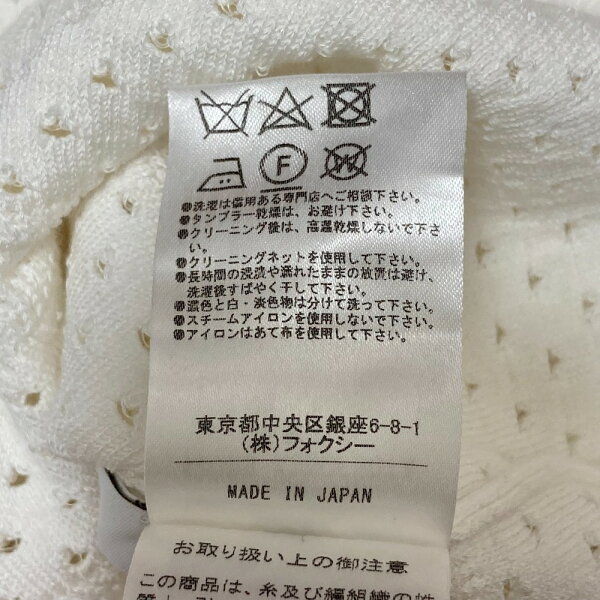 F
W
●洗濯は信用ある専門店へご相談下さい。
●タンブラー乾燥は、お避け下さい。
●クリーニング後は、高温乾燥しないで下さ
い。
●クリーニングネットを使用して下さい。
●長時間の浸漬や濡れたままの放置は避け、
洗濯後すばやく干して下さい。
●濃色と白・淡色物は分けて洗って下さい。
●スチームアイロンを使用しないで下さい。
●アイロンはあて布を使用して下さい。
東京都中央区銀座6-8-1
(株)フォクシー
MADE IN JAPAN
お取り扱い上の御注意
この商品は、糸及び編組織の性